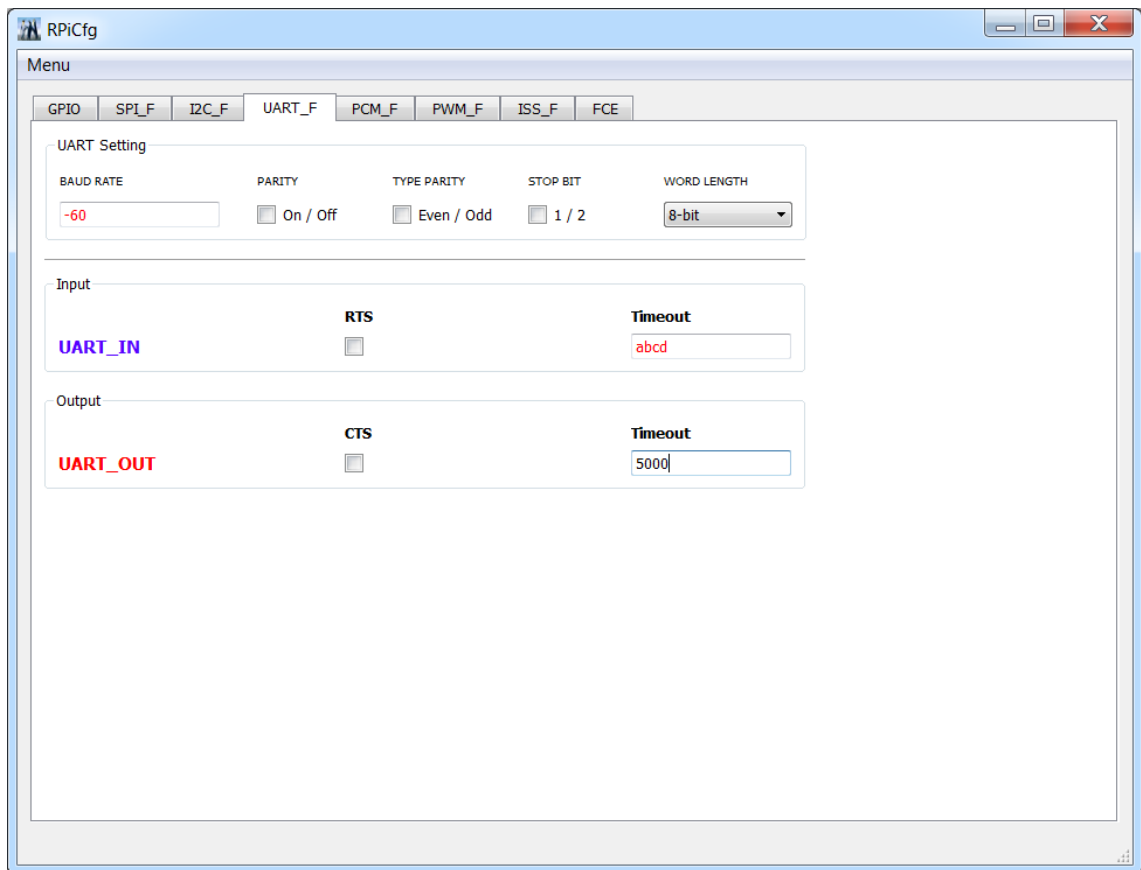 RPiCfg
Menu
GPIO SPI_F I2C_F UART_F PCM_F PWM_F ISS_F FCE
UART Setting
BAUD RATE PARITY TYPE PARITY STOP BIT WORD LENGTH
-60 On / Off Even / Odd 1 / 2 8-bit
Input
RTS Timeout
UART_IN abcd
Output
CTS Timeout
UART_OUT 5000